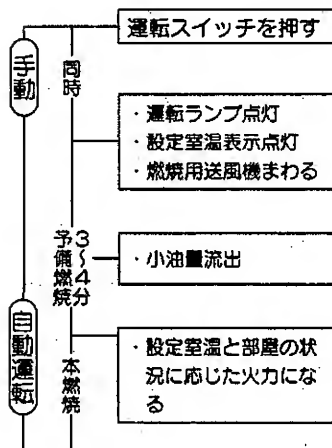 運転スイッチを押す
手動
同時
・運転ランプ点灯
・設定室温表示点灯
・燃焼用送風機まわる
3～4分
予備燃焼
・小油量流出
自動運転
本燃焼
・設定室温と部屋の状
況に応じた火力にな
る